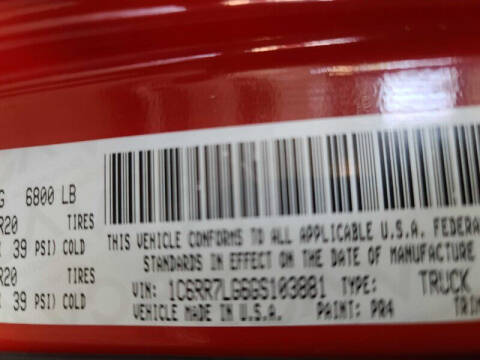 G 6800 LB
R20 TIRES
39 PSI) COLD
R20 TIRES
39 PSI) COLD
THIS VEHICLE CONFORMS TO ALL APPLICABLE U.S.A. FEDERA
STANDARDS IN EFFECT ON THE DATE OF MANUFACTURE
VIN: 1C6RR7LG6GS103881 TYPE: TRUCK
VEHICLE MADE IN U.S.A. PAINT: PR4 TRIM